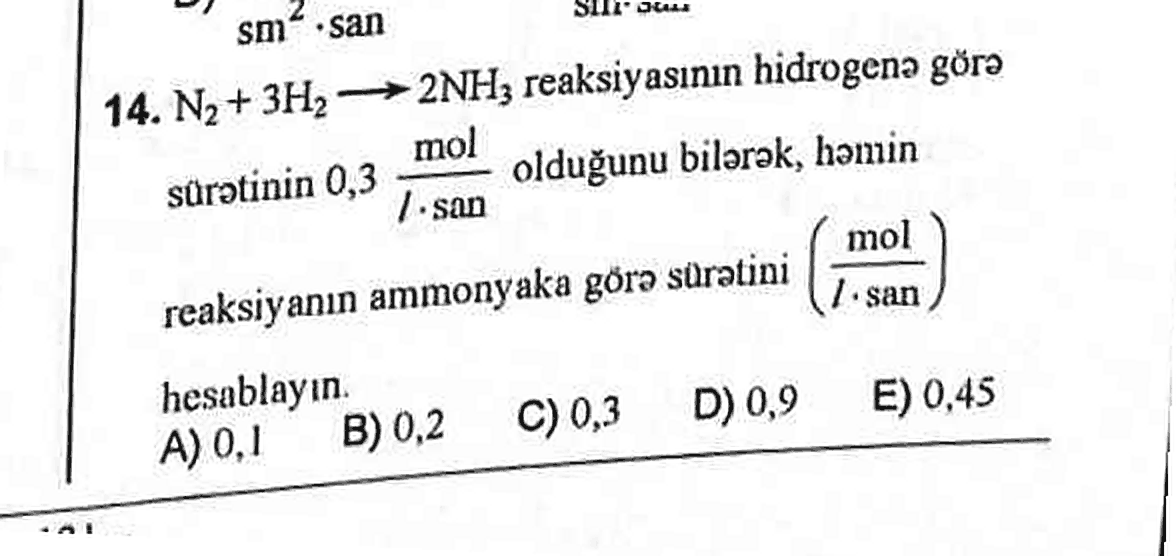 sm² · san
14. N₂ + 3H₂ ⟶ 2NH₃ reaksiyasının hidrogenə görə
sürətinin 0,3 mol / l · san olduğunu bilərək, həmin
reaksiyanın ammonyaka görə sürətini (mol / l · san)
hesablayın.
A) 0,1 B) 0,2 C) 0,3 D) 0,9 E) 0,45